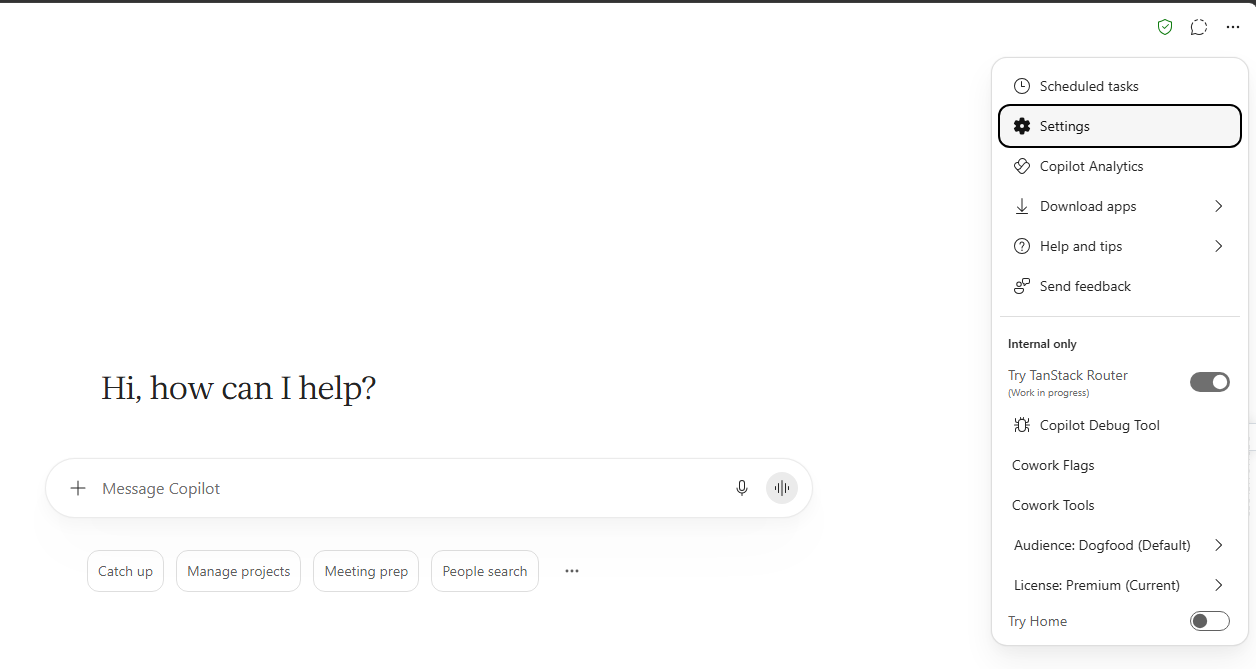 Scheduled tasks
Settings
Copilot Analytics
Download apps
Help and tips
Send feedback
Internal only
Try TanStack Router
(Work in progress)
Copilot Debug Tool
Cowork Flags
Cowork Tools
Audience: Dogfood (Default)
License: Premium (Current)
Try Home
Hi, how can I help?
Message Copilot
Catch up
Manage projects
Meeting prep
People search